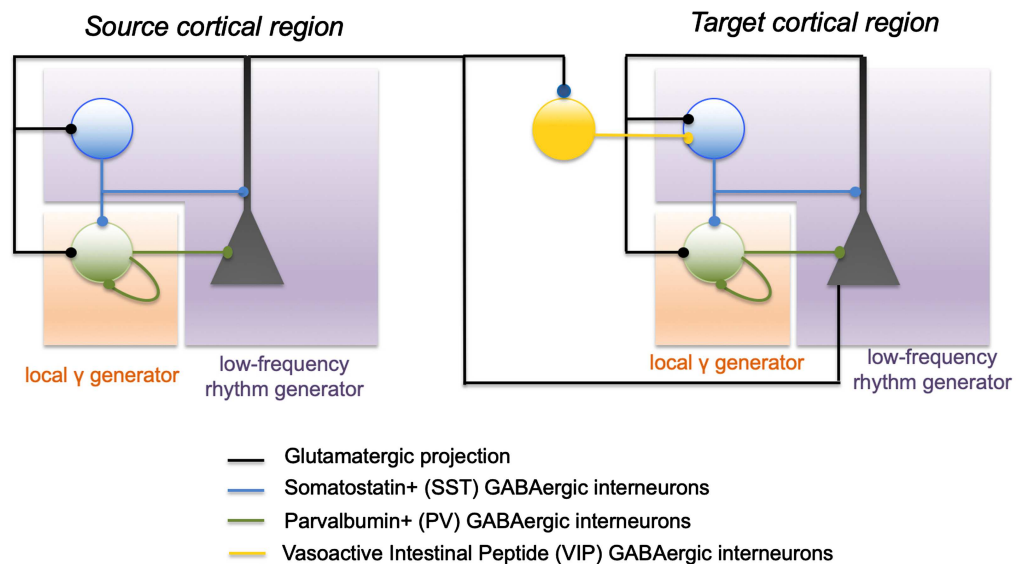 Source cortical region
Target cortical region
local γ generator
low-frequency
rhythm generator
local γ generator
low-frequency
rhythm generator
Glutamatergic projection
Somatostatin+ (SST) GABAergic interneurons
Parvalbumin+ (PV) GABAergic interneurons
Vasoactive Intestinal Peptide (VIP) GABAergic interneurons